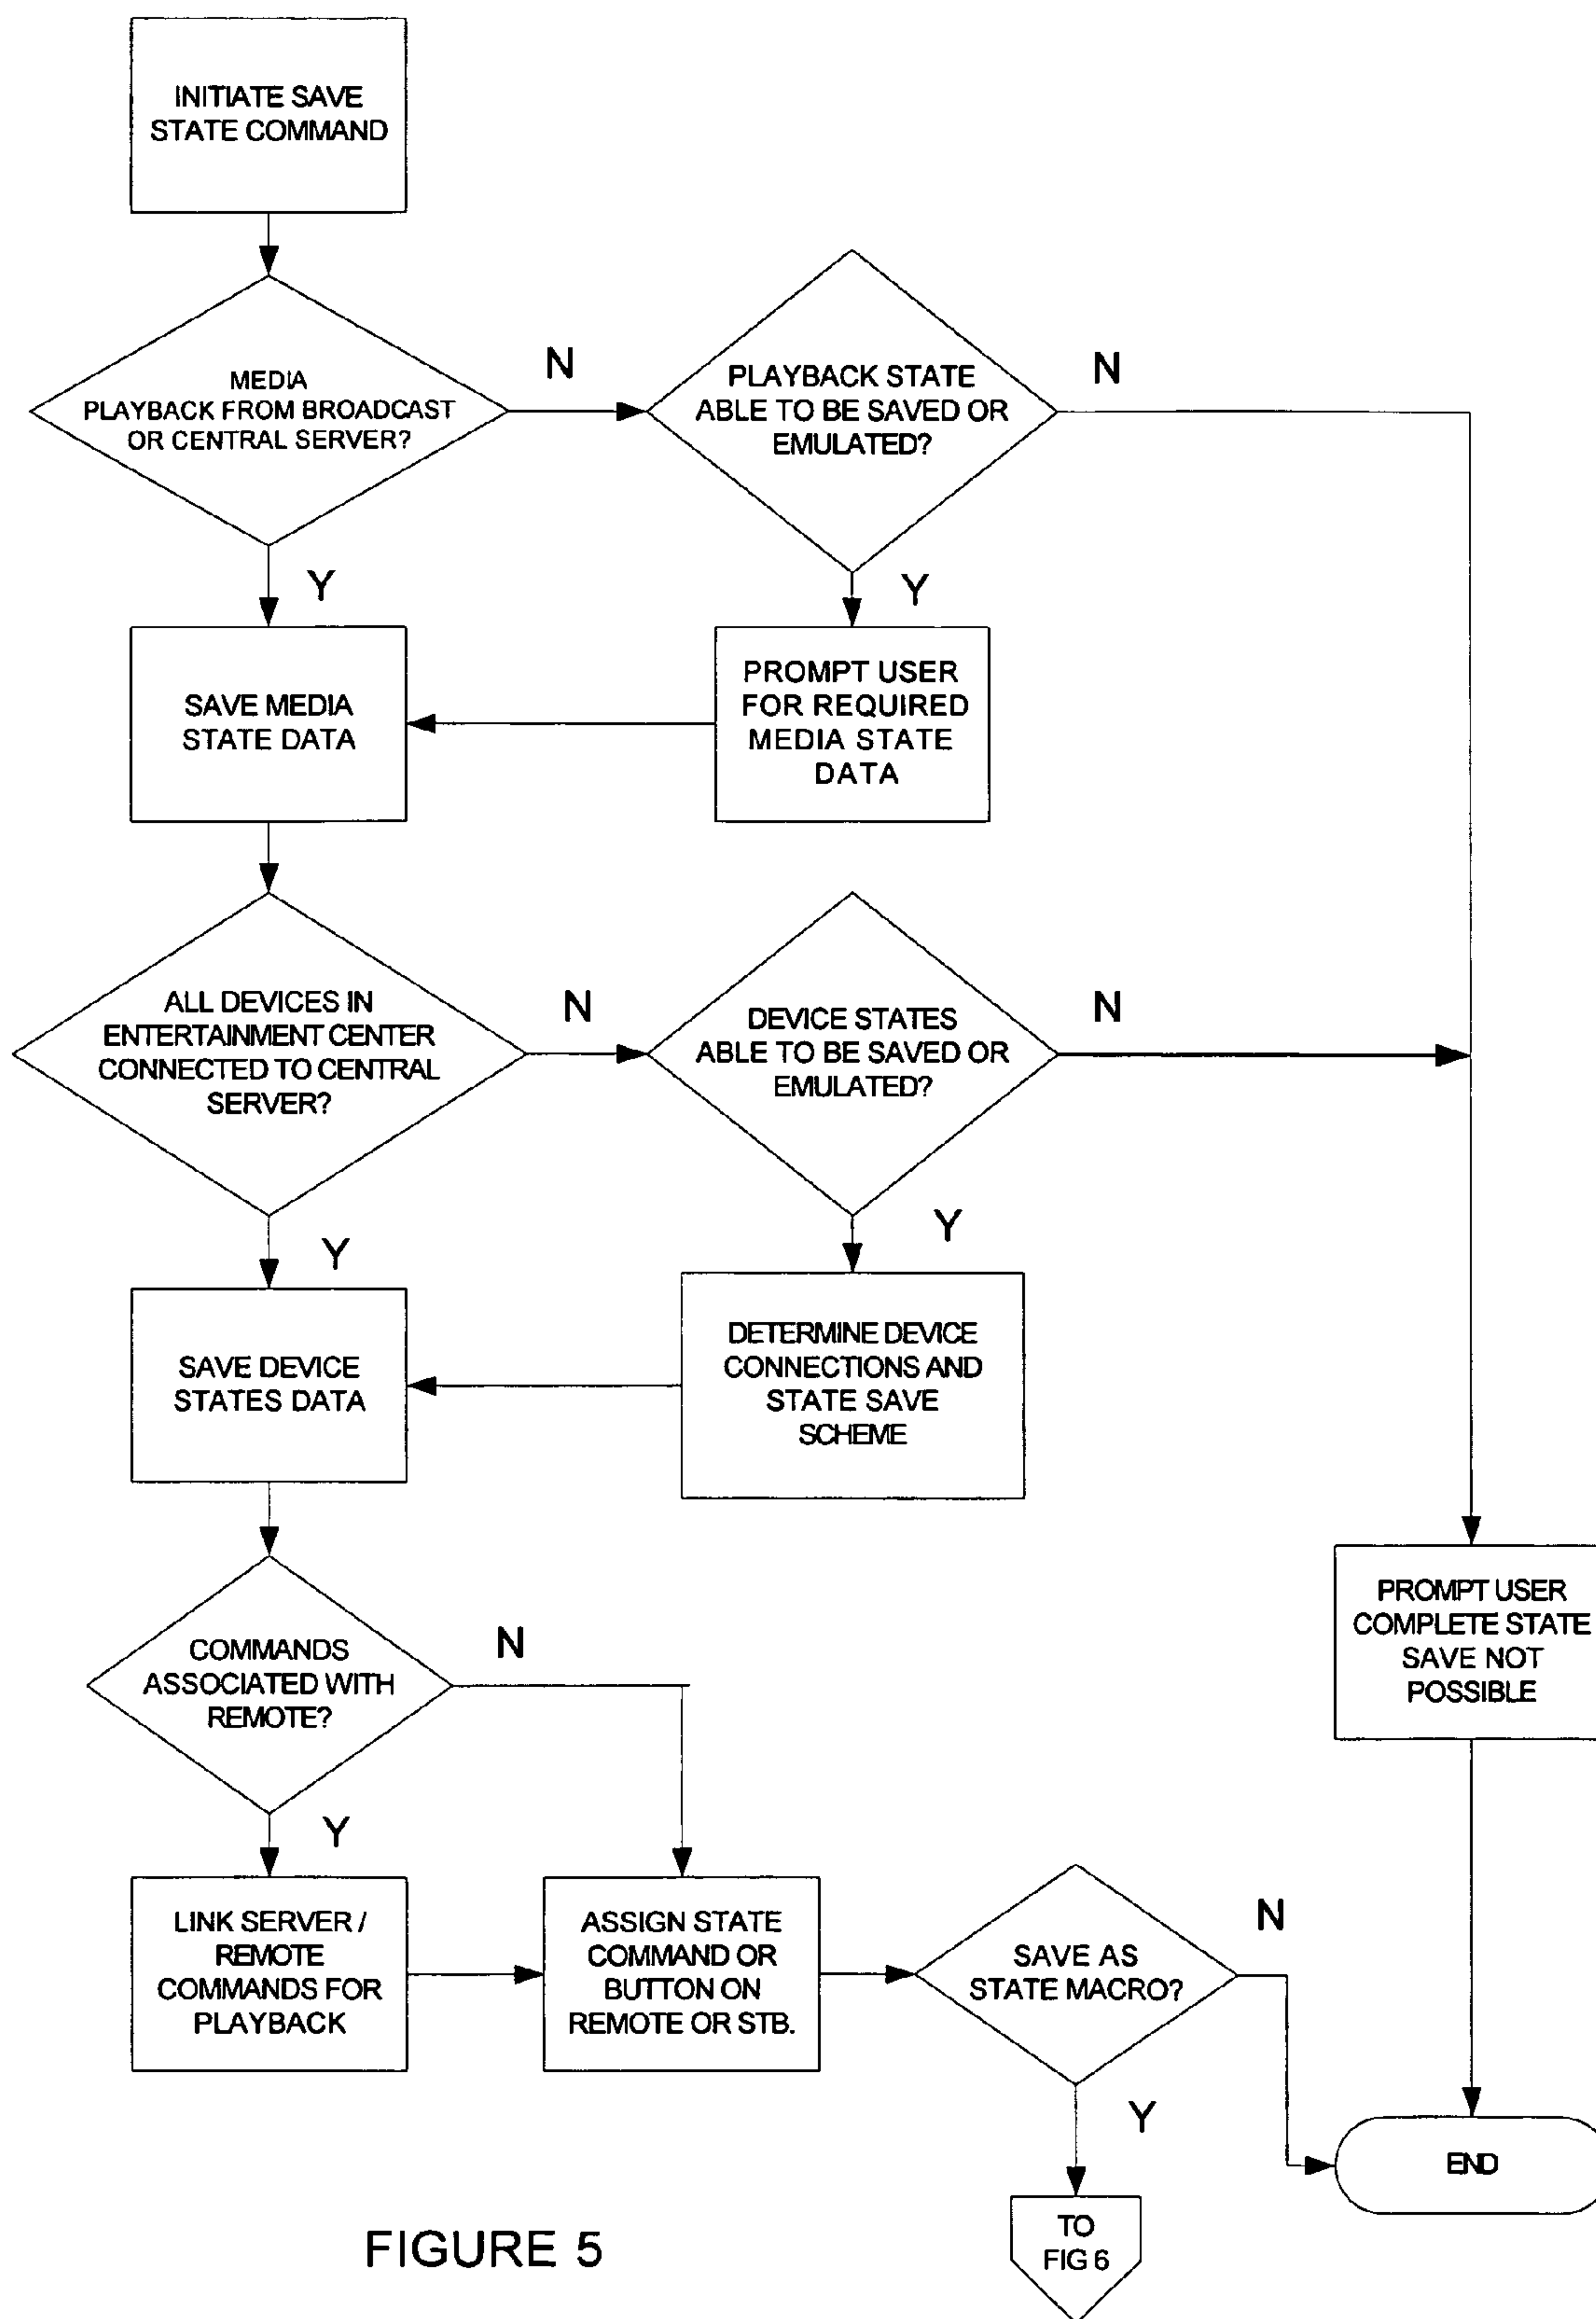 INITIATE SAVE
STATE COMMAND
MEDIA
PLAYBACK FROM BROADCAST
OR CENTRAL SERVER?
N
PLAYBACK STATE
ABLE TO BE SAVED OR
EMULATED?
N
Y
Y
SAVE MEDIA
STATE DATA
PROMPT USER
FOR REQUIRED
MEDIA STATE
DATA
ALL DEVICES IN
ENTERTAINMENT CENTER
CONNECTED TO CENTRAL
SERVER?
N
DEVICE STATES
ABLE TO BE SAVED OR
EMULATED?
N
Y
Y
SAVE DEVICE
STATES DATA
DETERMINE DEVICE
CONNECTIONS AND
STATE SAVE
SCHEME
COMMANDS
ASSOCIATED WITH
REMOTE?
N
PROMPT USER
COMPLETE STATE
SAVE NOT
POSSIBLE
Y
LINK SERVER /
REMOTE
COMMANDS FOR
PLAYBACK
ASSIGN STATE
COMMAND OR
BUTTON ON
REMOTE OR STB.
SAVE AS
STATE MACRO?
N
Y
END
TO
FIG 6
FIGURE 5